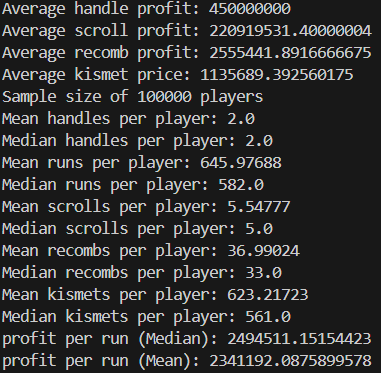 Average handle profit: 450000000
Average scroll profit: 220919531.40000004
Average recomb profit: 2555441.8916666675
Average kismet price: 1135689.392560175
Sample size of 100000 players
Mean handles per player: 2.0
Median handles per player: 2.0
Mean runs per player: 645.97688
Median runs per player: 582.0
Mean scrolls per player: 5.54777
Median scrolls per player: 5.0
Mean recombs per player: 36.99024
Median recombs per player: 33.0
Mean kismets per player: 623.21723
Median kismets per player: 561.0
profit per run (Median): 2494511.15154423
profit per run (Mean): 2341192.0875899578